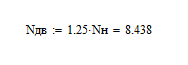 Nдв := 1.25·Nн = 8.438